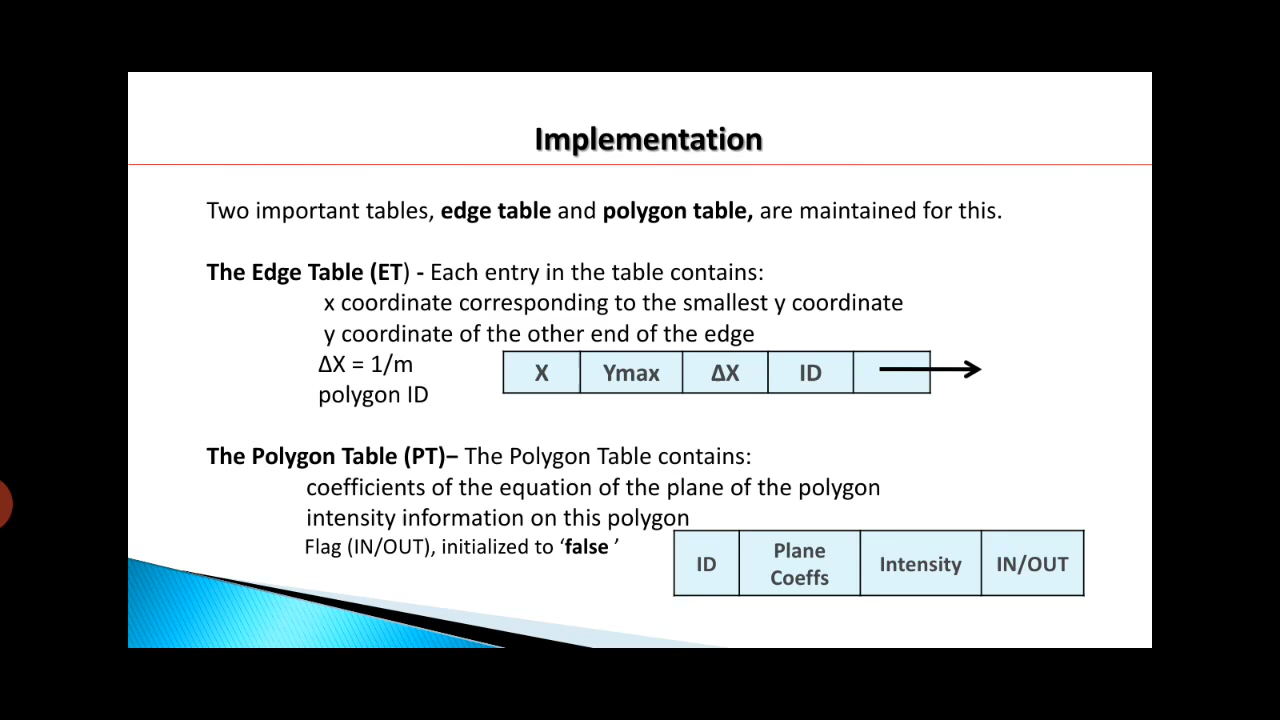 Implementation
Two important tables, edge table and polygon table, are maintained for this.
The Edge Table (ET) - Each entry in the table contains:
x coordinate corresponding to the smallest y coordinate
y coordinate of the other end of the edge
ΔX = 1/m
polygon ID
X Ymax ΔX ID
The Polygon Table (PT)– The Polygon Table contains:
coefficients of the equation of the plane of the polygon
intensity information on this polygon
Flag (IN/OUT), initialized to ‘false ’
ID Plane Coeffs Intensity IN/OUT